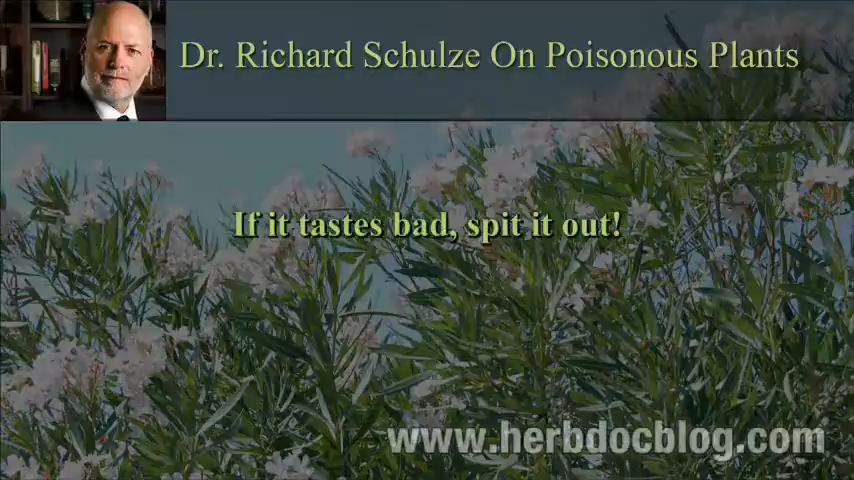 Dr. Richard Schulze On Poisonous Plants
If it tastes bad, spit it out!
www.herbdocblog.com